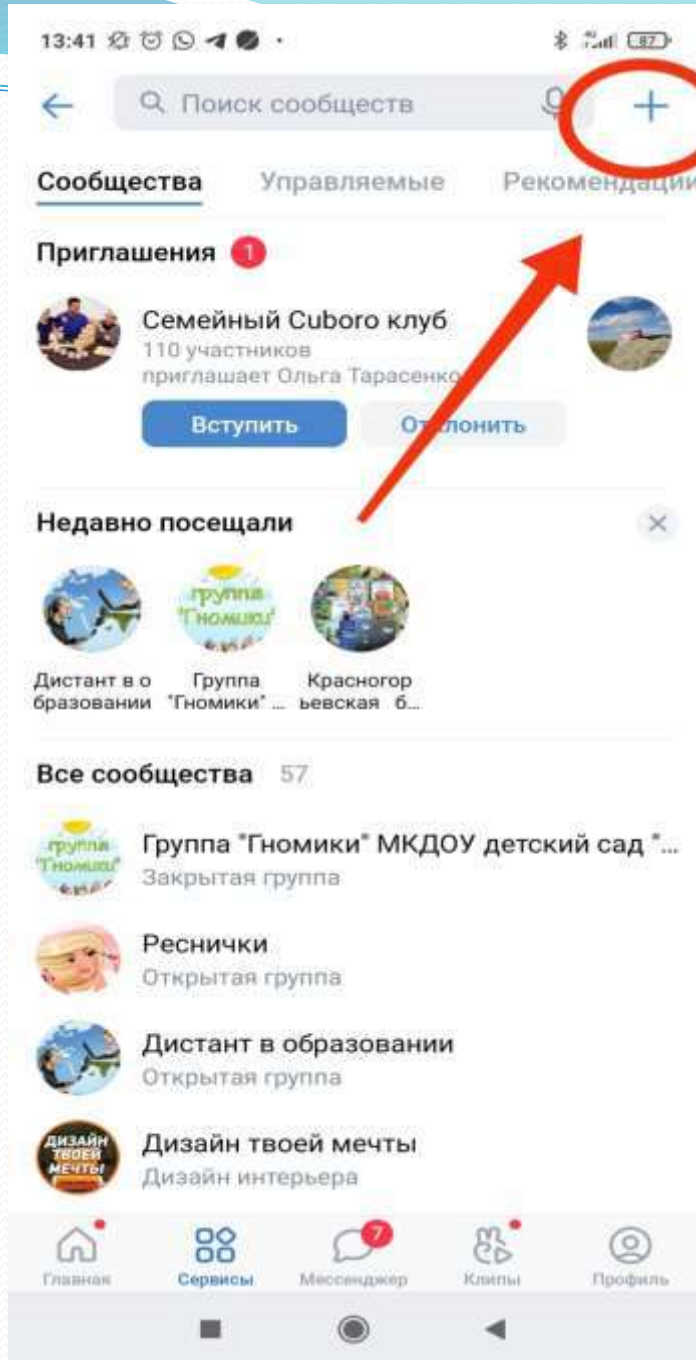 13:41
87
Поиск сообществ
Сообщества Управляемые Рекомендации
Приглашения 1
Семейный Cuboro клуб
110 участников
приглашает Ольга Тарасенко
Вступить Отклонить
Недавно посещали
группа
"Гномики"
Дистант в о
бразовании
Группа
"Гномики" ...
Красногор
ьевская б...
Все сообщества 57
группа
"Гномики"
Группа "Гномики" МКДОУ детский сад "...
Закрытая группа
Реснички
Открытая группа
Дистант в образовании
Открытая группа
ДИЗАЙН
ТВОЕЙ
МЕЧТЫ
Дизайн твоей мечты
Дизайн интерьера
7
Главная Сервисы Мессенджер Клипы Профиль